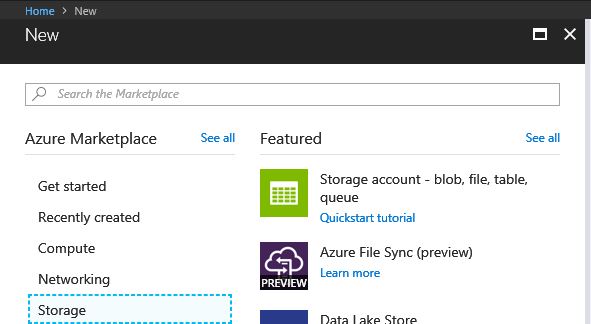 Home > New
New
Search the Marketplace
Azure Marketplace
See all
Get started
Recently created
Compute
Networking
Storage
Featured
See all
Storage account - blob, file, table,
queue
Quickstart tutorial
Azure File Sync (preview)
Learn more
PREVIEW
Data Lake Store